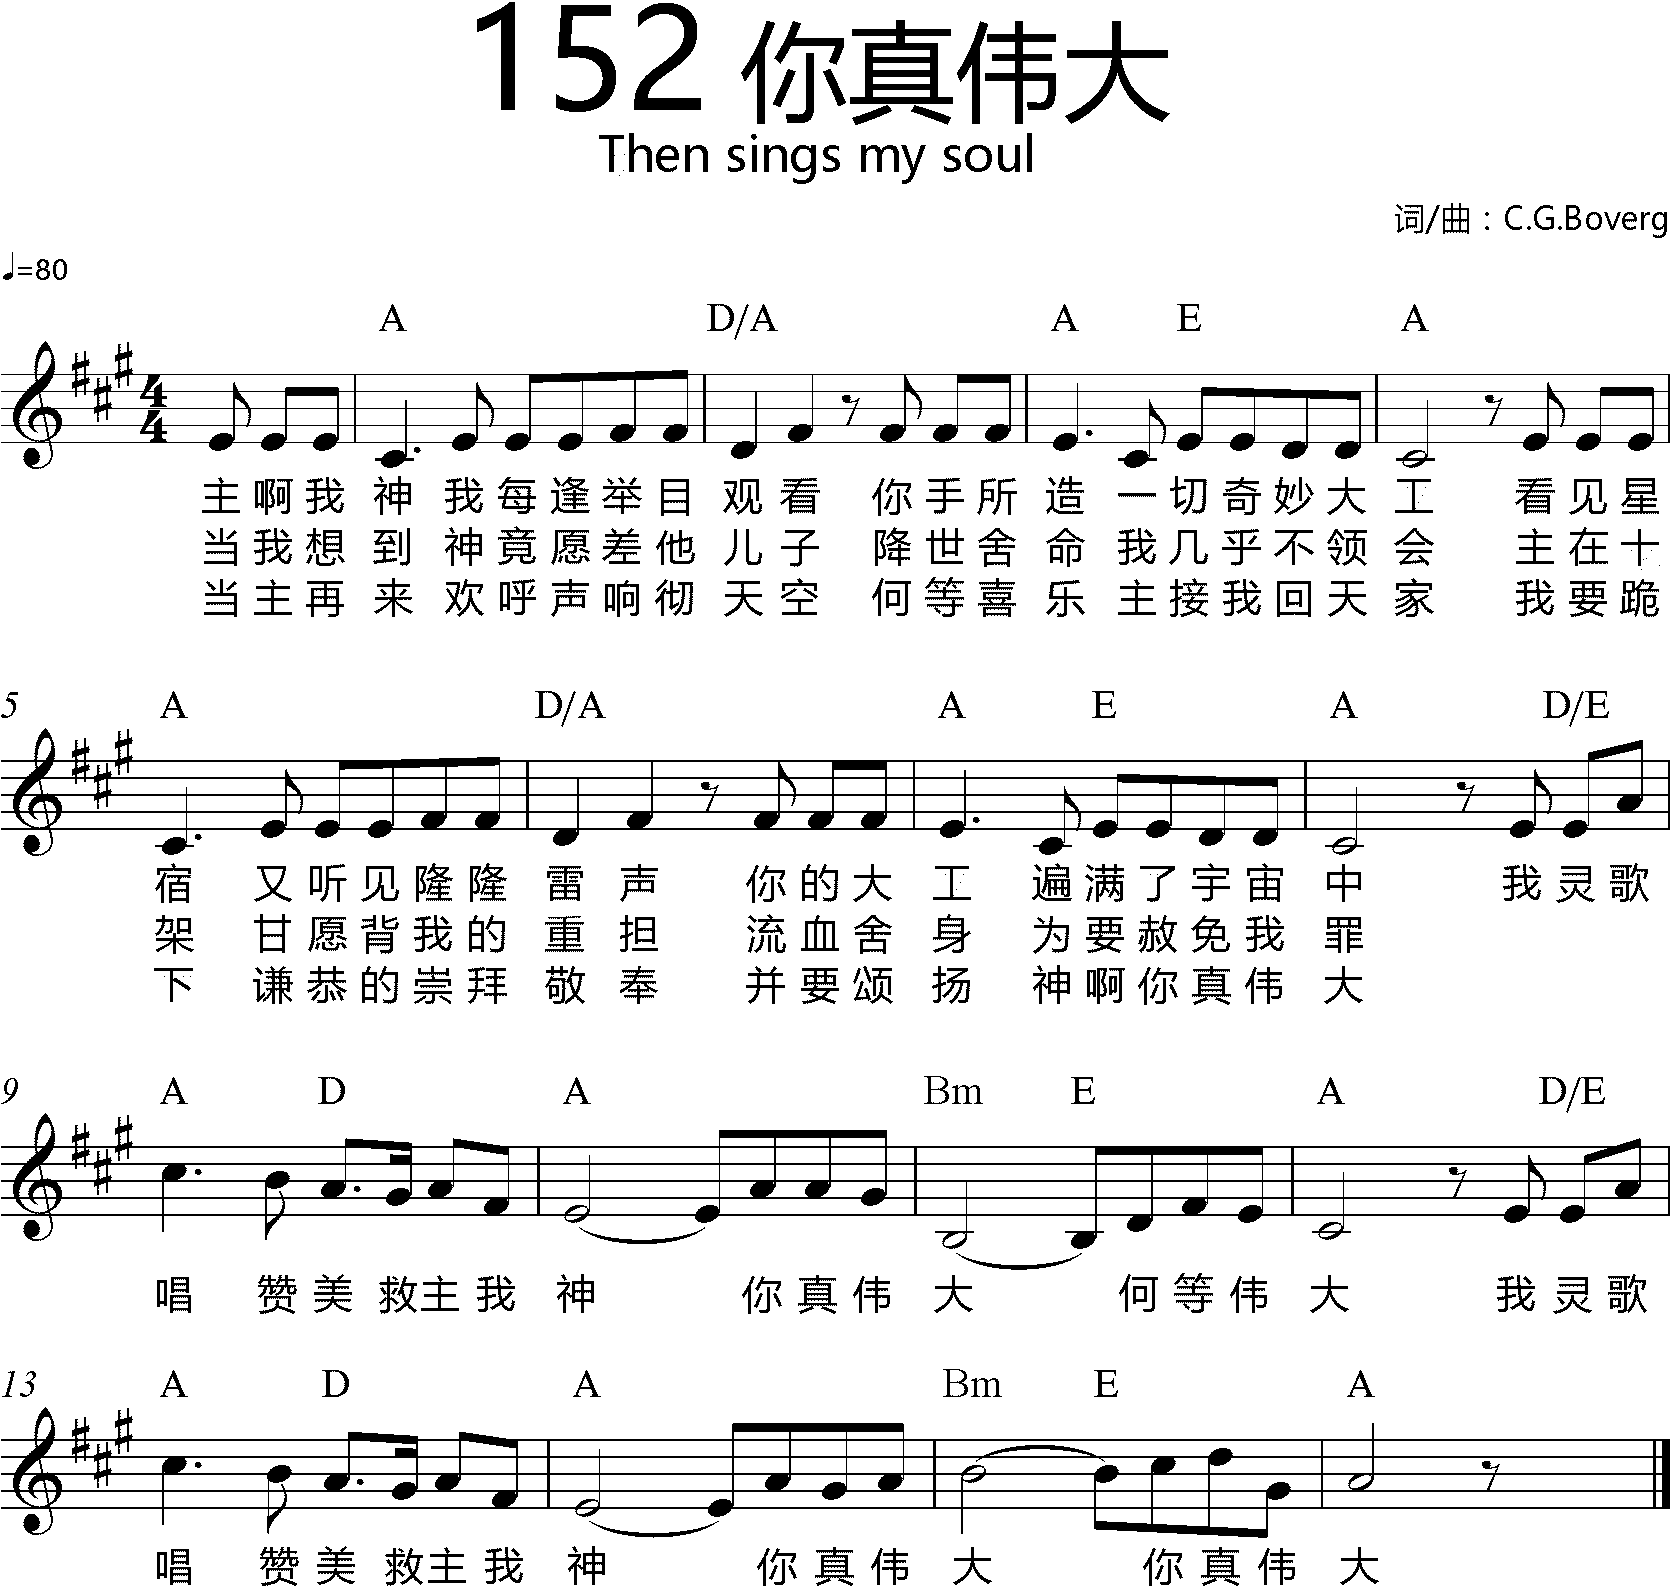 152 你真伟大
Then sings my soul
词/曲：C.G.Boverg
♩=80
A D/A A E A
主啊我神我每逢举目观看你手所造一切奇妙大工看见星
当我想到神竟愿差他儿子降世舍命我几乎不领会主在十
当主再来欢呼声响彻天空何等喜乐主接我回天家我要跪
5 A D/A A E A D/E
宿又听见隆隆雷声你的大工遍满了宇宙中我灵歌
架甘愿背我的重担流血舍身为要赦免我罪
下谦恭的崇拜敬奉并要颂扬神啊你真伟大
9 A D A Bm E A D/E
唱赞美救主我神你真伟大何等伟大我灵歌
13 A D A Bm E A
唱赞美救主我神你真伟大你真伟大